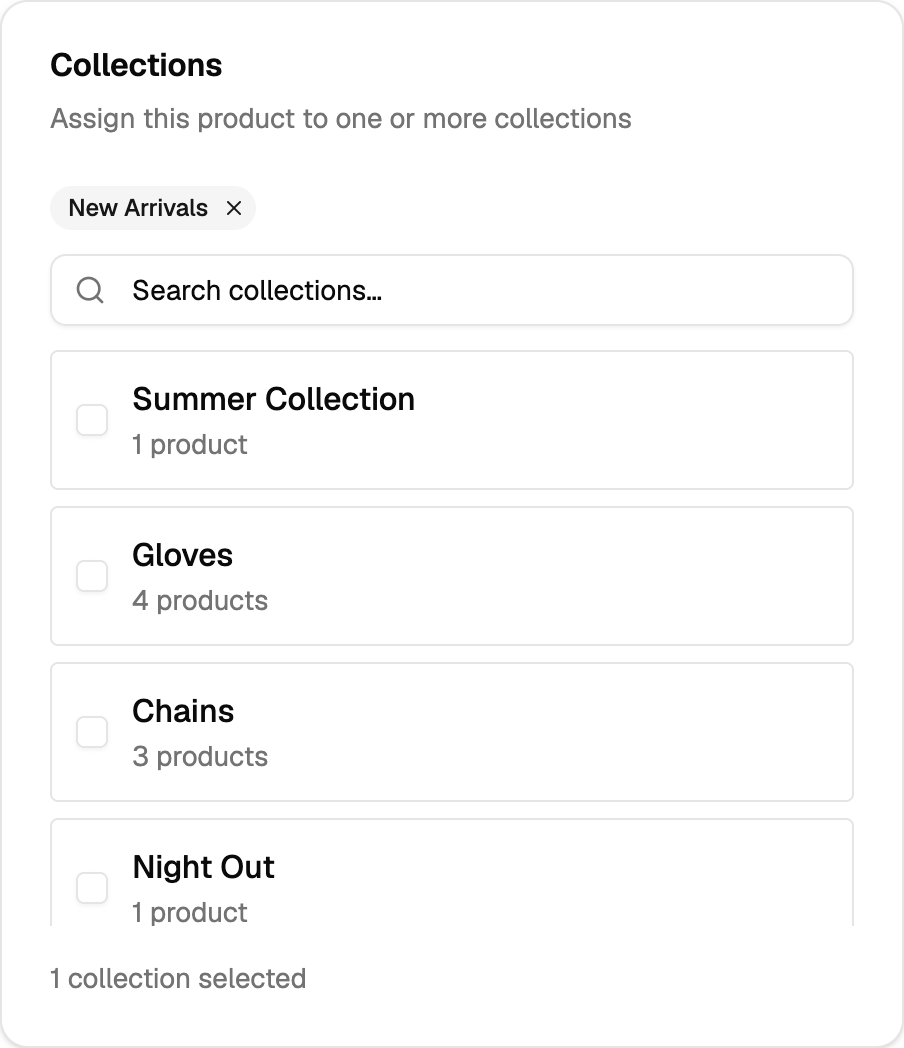 Collections
Assign this product to one or more collections
New Arrivals
Search collections...
Summer Collection
1 product
Gloves
4 products
Chains
3 products
Night Out
1 product
1 collection selected